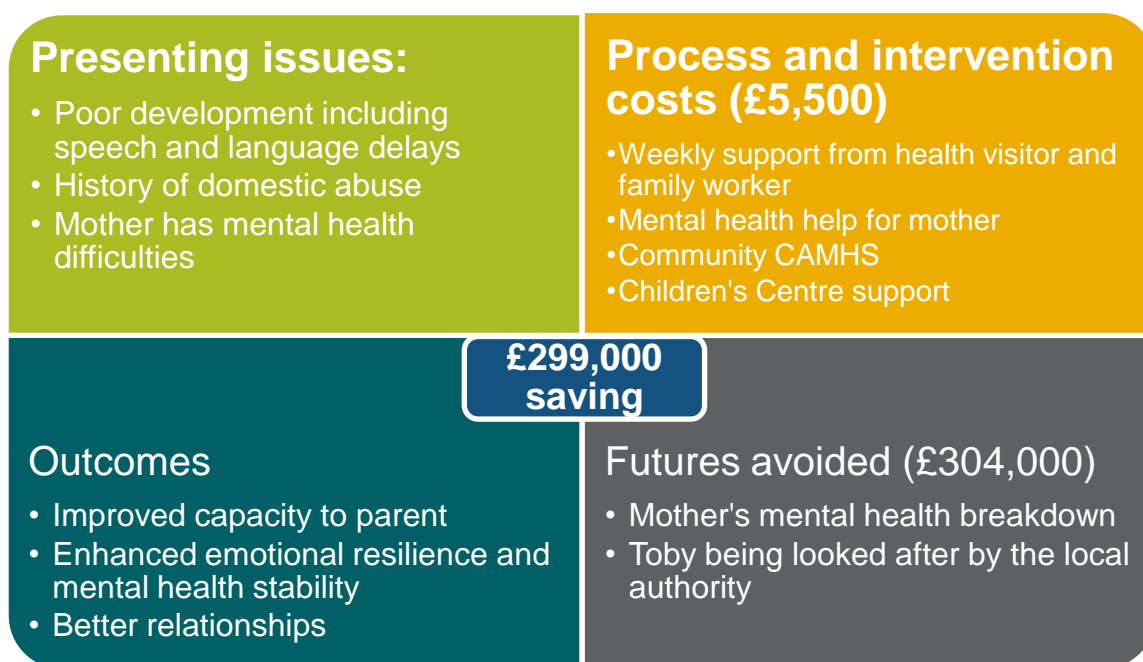 Presenting issues:
• Poor development including
speech and language delays
• History of domestic abuse
• Mother has mental health
difficulties
Process and intervention
costs (£5,500)
•Weekly support from health visitor and
family worker
•Mental health help for mother
•Community CAMHS
•Children's Centre support
£299,000
saving
Outcomes
• Improved capacity to parent
• Enhanced emotional resilience and
mental health stability
• Better relationships
Futures avoided (£304,000)
• Mother's mental health breakdown
• Toby being looked after by the local
authority